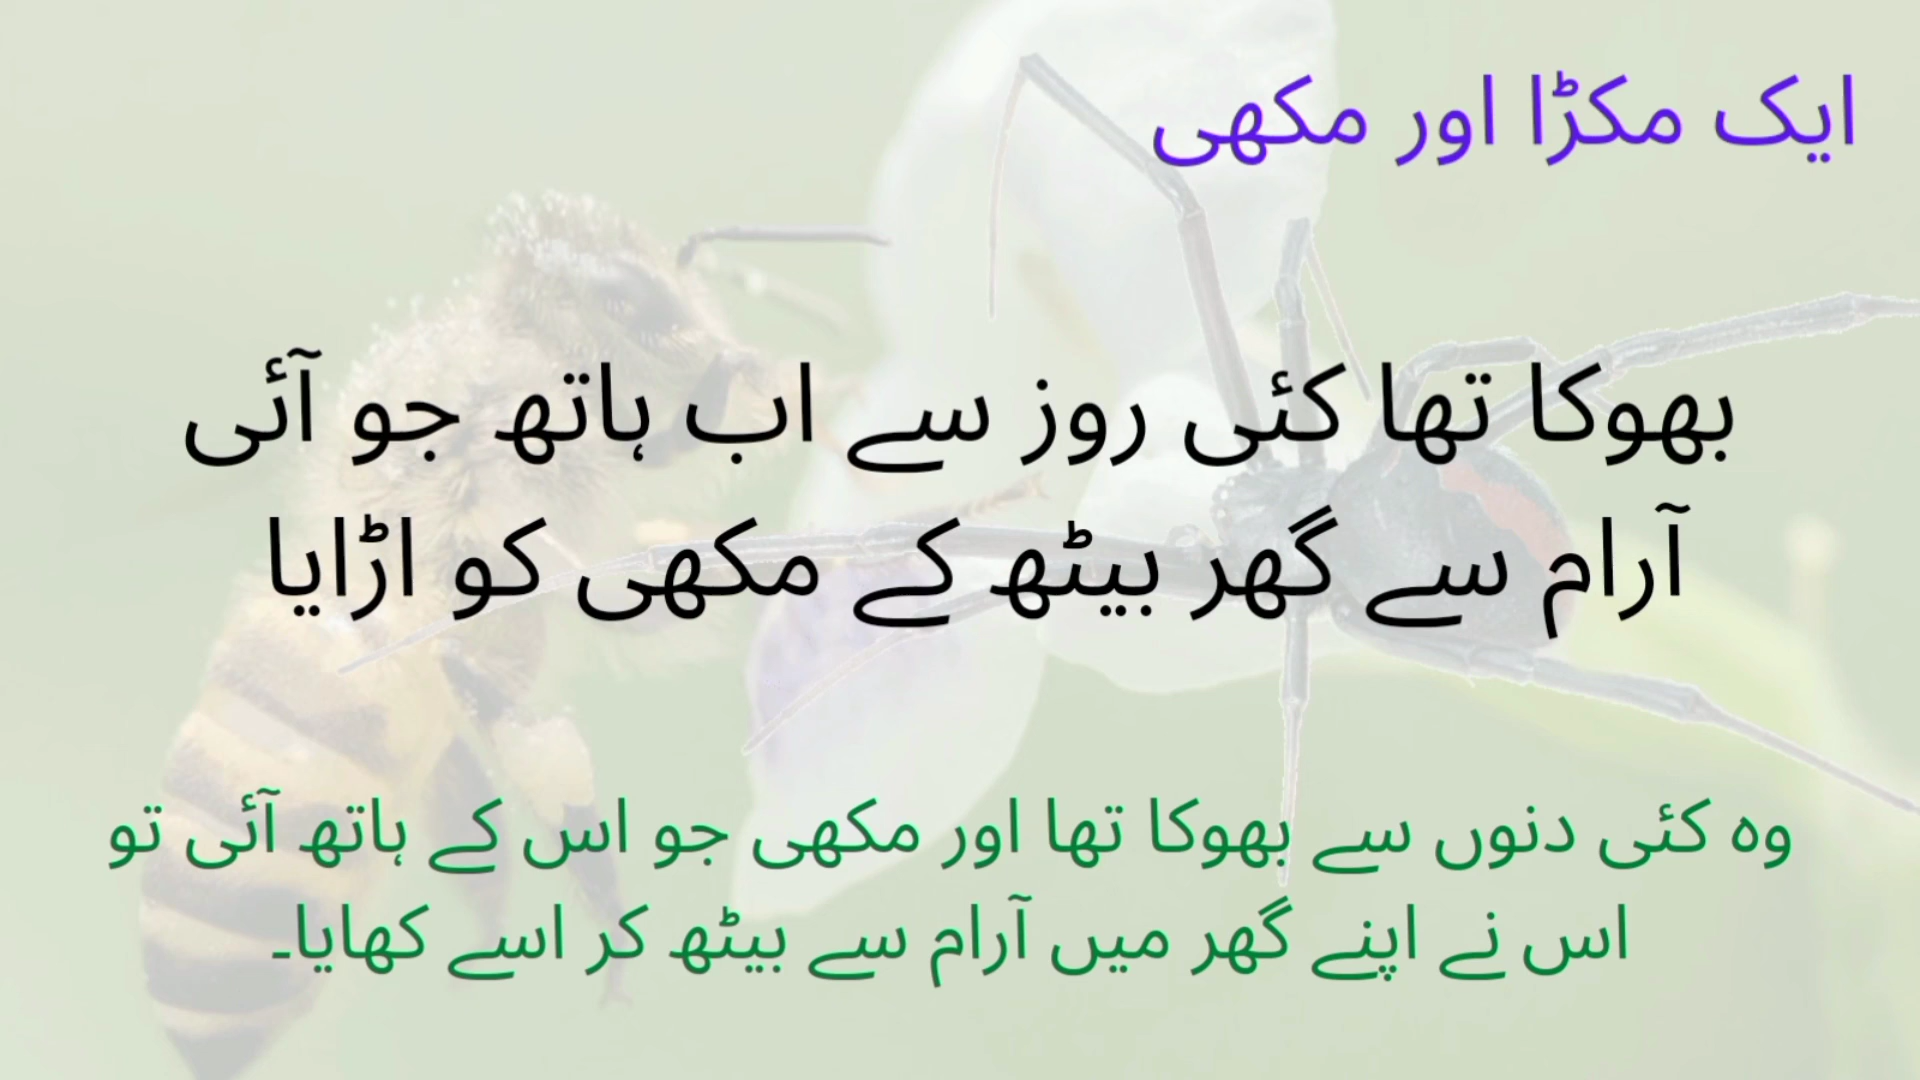 ایک مکڑا اور مکھی
بھوکا تھا کئی روز سے اب ہاتھ جو آئی
آرام سے گھر بیٹھ کے مکھی کو اڑایا
وہ کئی دنوں سے بھوکا تھا اور مکھی جو اس کے ہاتھ آئی تو
اس نے اپنے گھر میں آرام سے بیٹھ کر اسے کھایا۔